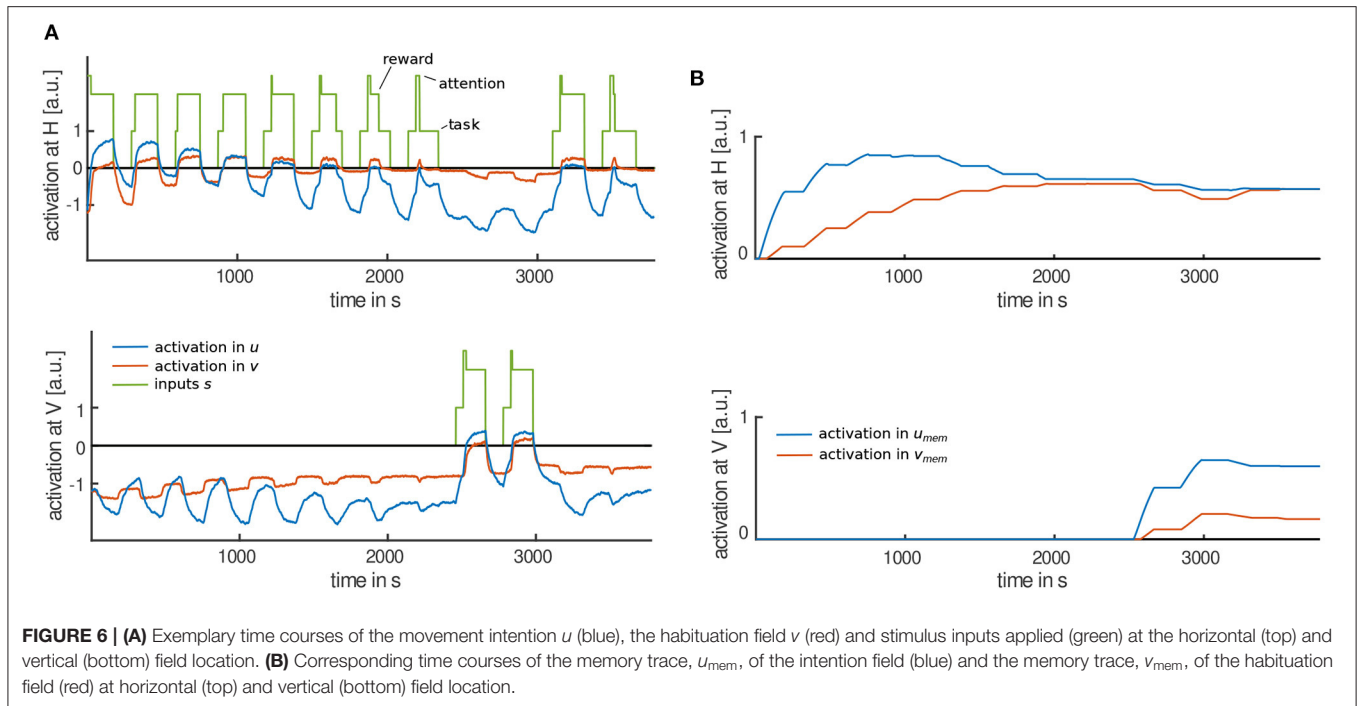 A
activation at H [a.u.]
1
0
-1
reward
attention
task
1000
2000
3000
time in s
activation at V [a.u.]
1
0
-1
activation in u
activation in v
inputs s
1000
2000
3000
time in s
B
activation at H [a.u.]
1
0
1000
2000
3000
time in s
activation at V [a.u.]
1
0
activation in umem
activation in vmem
1000
2000
3000
time in s
FIGURE 6 | (A) Exemplary time courses of the movement intention u (blue), the habituation field v (red) and stimulus inputs applied (green) at the horizontal (top) and
vertical (bottom) field location. (B) Corresponding time courses of the memory trace, umem, of the intention field (blue) and the memory trace, vmem, of the habituation
field (red) at horizontal (top) and vertical (bottom) field location.